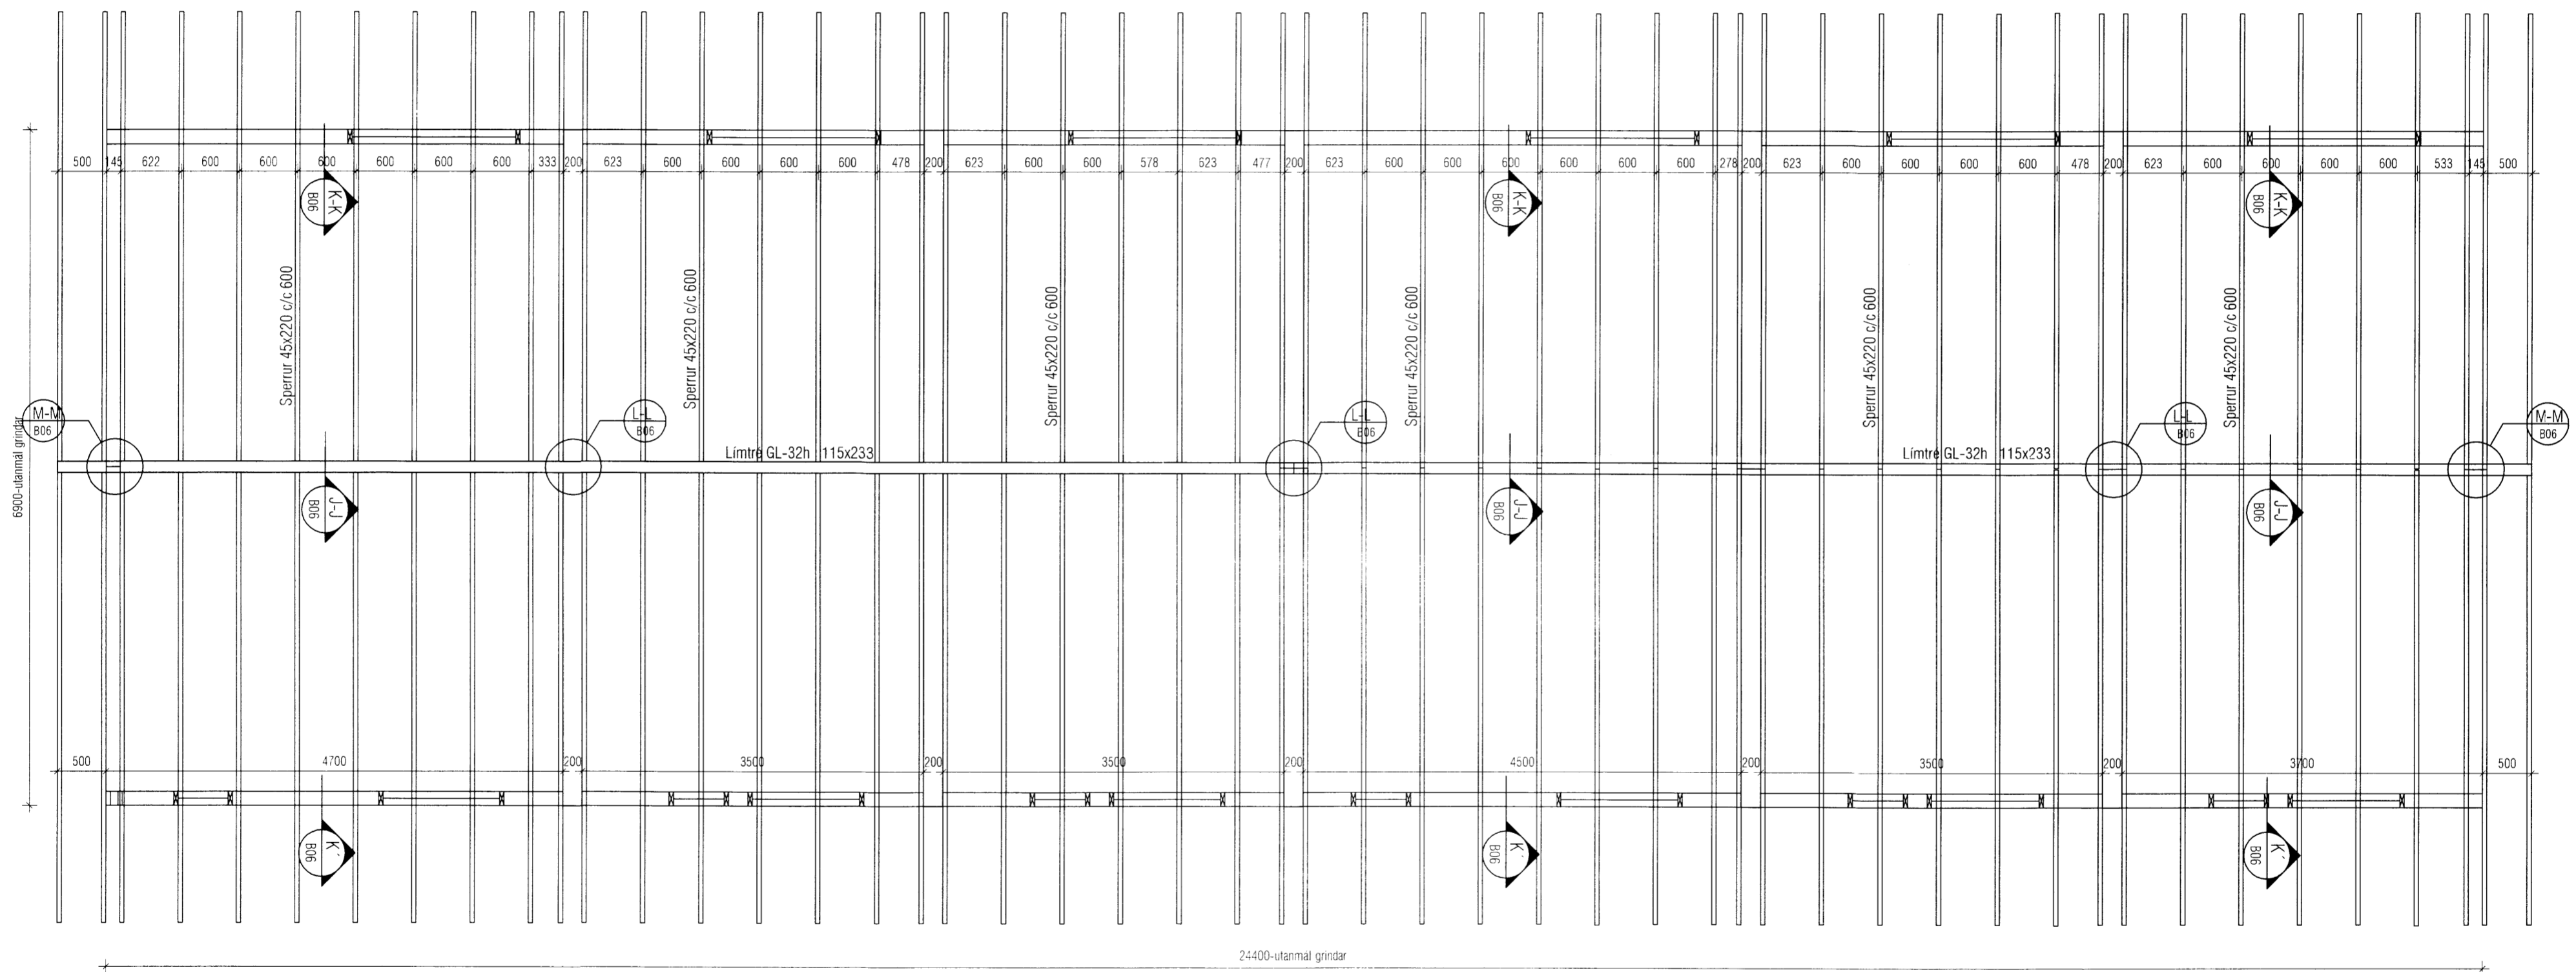 500 145 622 600 600 600 600 600 600 333 200 623 600 600 600 600 478 200 623 600 600 578 623 477 200 623 600 600 600 600 600 600 278 200 623 600 600 600 600 478 200 623 600 600 600 600 533 145 500
K-K
B06
K-K
B06
K-K
B06
Sperrur 45x220 c/c 600
Sperrur 45x220 c/c 600
Sperrur 45x220 c/c 600
Sperrur 45x220 c/c 600
Sperrur 45x220 c/c 600
Sperrur 45x220 c/c 600
M-M
B06
L-L
B06
L-L
B06
L-L
B06
M-M
B06
6900-utanmál grindar
Límtré GL-32h 115x233
Límtré GL-32h 115x233
J-J
B06
J-J
B06
J-J
B06
500 4700 200 3500 200 3500 200 4500 200 3500 200 3700 500
K´
B06
K´
B06
K´
B06
24400-utanmál grindar